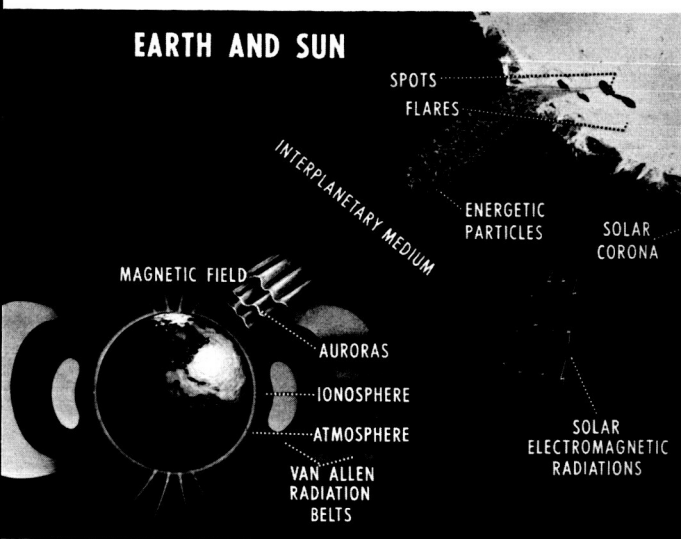 EARTH AND SUN
SPOTS
FLARES
INTERPLANETARY MEDIUM
ENERGETIC
PARTICLES
SOLAR
CORONA
MAGNETIC FIELD
AURORAS
IONOSPHERE
ATMOSPHERE
VAN ALLEN
RADIATION
BELTS
SOLAR
ELECTROMAGNETIC
RADIATIONS